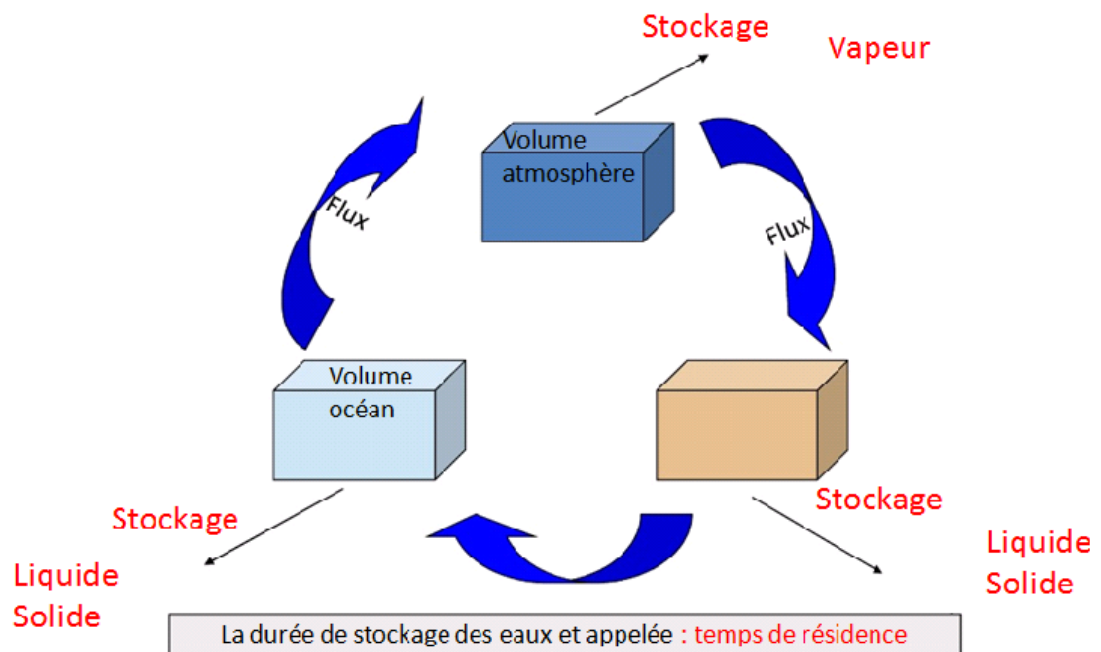 Stockage
Vapeur
Volume
atmosphère
Flux
Flux
Volume
océan
Stockage
Stockage
Liquide
Solide
Liquide
Solide
La durée de stockage des eaux et appelée : temps de résidence